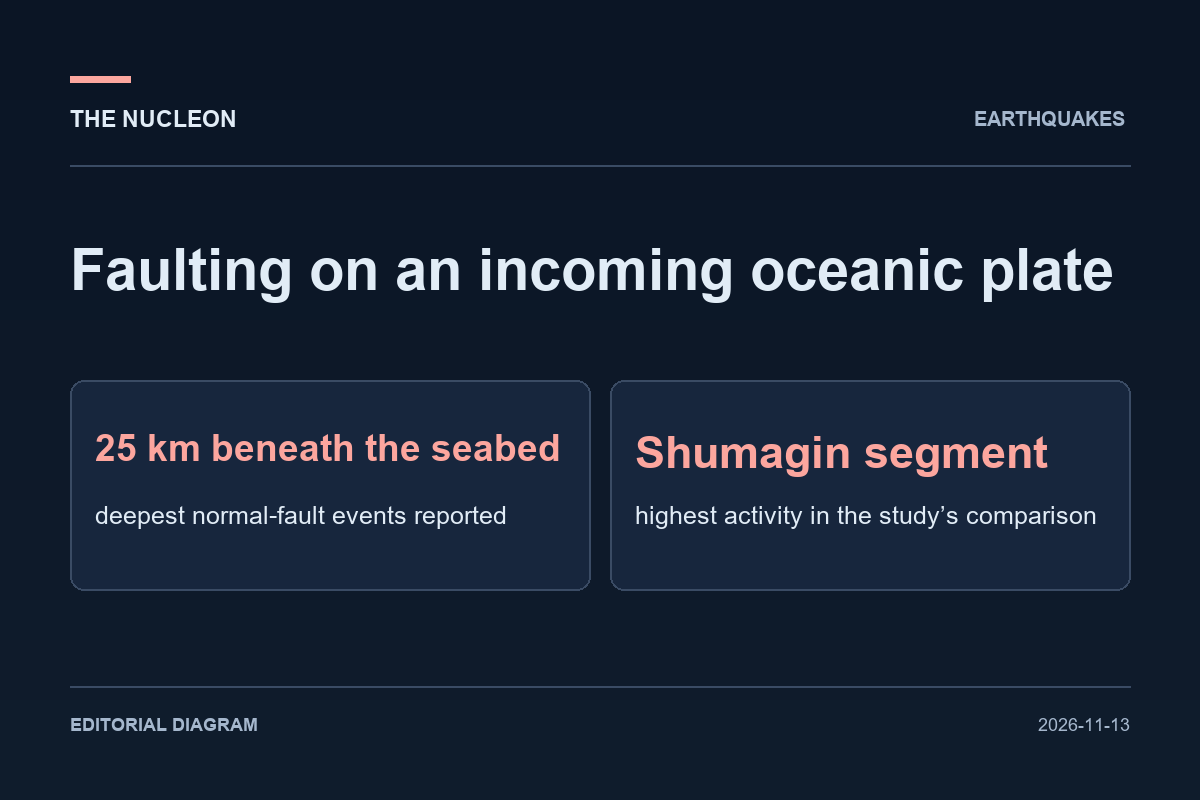 THE NUCLEON
EARTHQUAKES
Faulting on an incoming oceanic plate
25 km beneath the seabed
deepest normal-fault events reported
Shumagin segment
highest activity in the study’s comparison
EDITORIAL DIAGRAM
2026-11-13